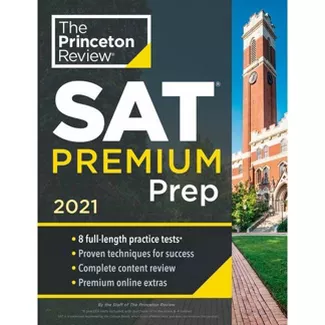 The
Princeton
Review®
SAT®
PREMIUM
Prep
2021
• 8 full-length practice tests*
• Proven techniques for success
• Complete content review
• Premium online extras
By the Staff of The Princeton Review